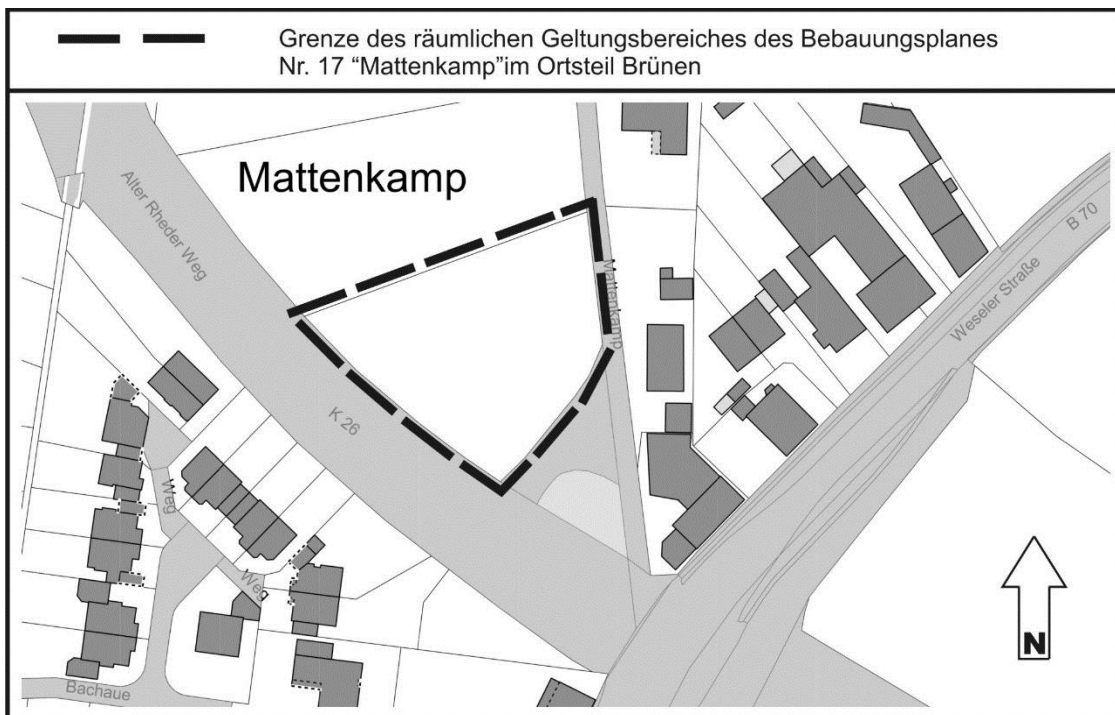 Grenze des räumlichen Geltungsbereiches des Bebauungsplanes
Nr. 17 “Mattenkamp”im Ortsteil Brünen
Mattenkamp
Alter Rheder Weg
K 26
Mattenkamp
B 70
Weseler Straße
Weg
Weg
Bachaue
N